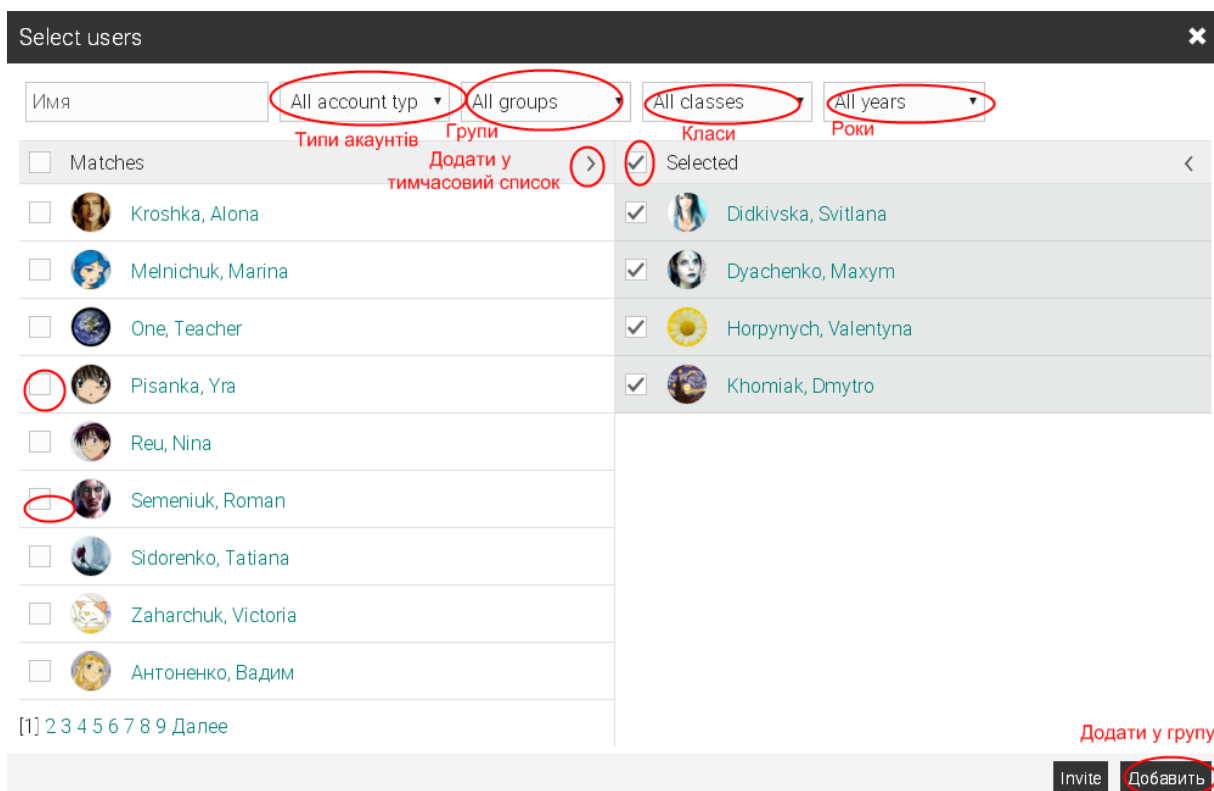 Select users
Имя
All account typ
All groups
All classes
All years
Типи акаунтів
Групи
Класи
Роки
Matches
Додати у
тимчасовий список
Selected
Kroshka, Alona
Didkivska, Svitlana
Melnichuk, Marina
Dyachenko, Maxym
One, Teacher
Horpynych, Valentyna
Pisanka, Yra
Khomiak, Dmytro
Reu, Nina
Semeniuk, Roman
Sidorenko, Tatiana
Zaharchuk, Victoria
Антоненко, Вадим
[1] 2 3 4 5 6 7 8 9 Далее
Додати у групу
Invite
Добавить